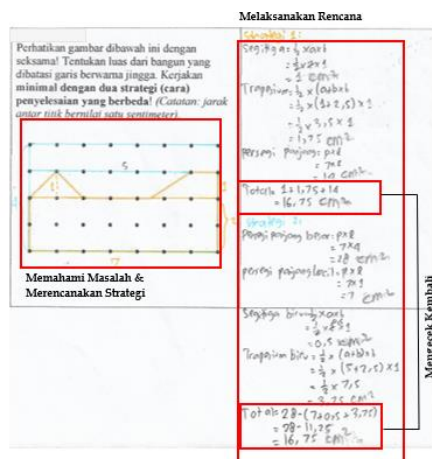 Melaksanakan Rencana
Perhatikan gambar dibawah ini dengan
seksama! Tentukan luas dari bangun yang
dibatasi garis berwarna jingga. Kerjakan
minimal dengan dua strategi (cara)
penyelesaian yang berbeda! (Catatan: jarak
antar titik bernilai satu sentimeter)
5
1
1
7
Memahami Masalah &
Merencanakan Strategi
Strategi 1:
Segitiga = 1/2 x a x t
= 1/2 x 2 x 1
= 1 cm²
Trapesium = 1/2 x (a+b) x t
= 1/2 x (1+2,5) x 1
= 1/2 x 3,5 x 1
= 1,75 cm²
persegi panjang: p x l
= 7 x 2
= 14 cm²
Total = 1 + 1,75 + 14
= 16,75 cm²
Strategi 2:
Persegi panjang besar: p x l
= 7 x 4
= 28 cm²
persegi panjang kecil: p x l
= 7 x 1
= 7 cm²
Segitiga biru = 1/2 x a x t
= 0,5 cm²
Trapesium biru = 1/2 x (a+b) x t
= 1/2 x (5+2,5) x 1
= 1/2 x 7,5
= 3,75 cm²
Total = 28 - (7+0,5+3,75)
= 28 - 11,25
= 16,75 cm²
Mengecek Kembali